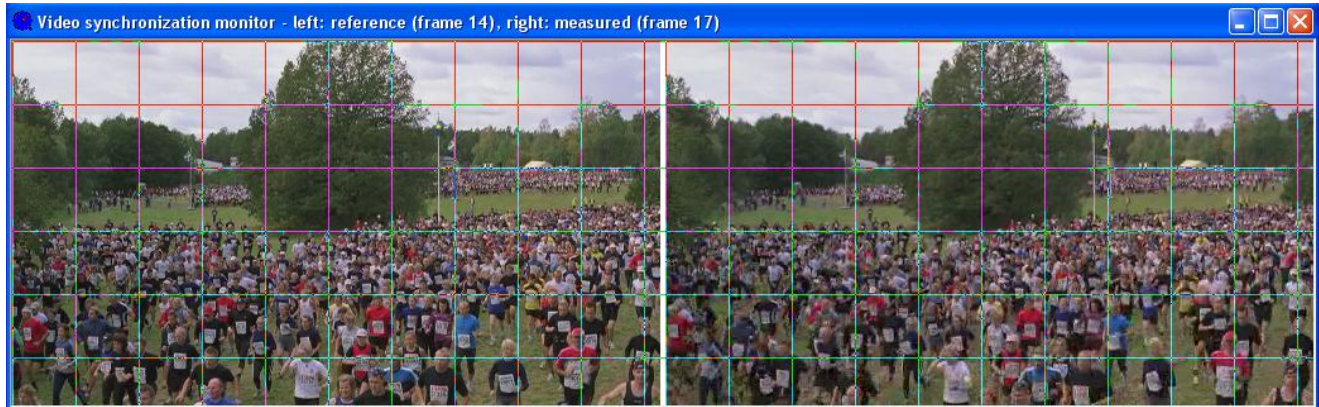 Video synchronization monitor - left: reference (frame 14), right: measured (frame 17)